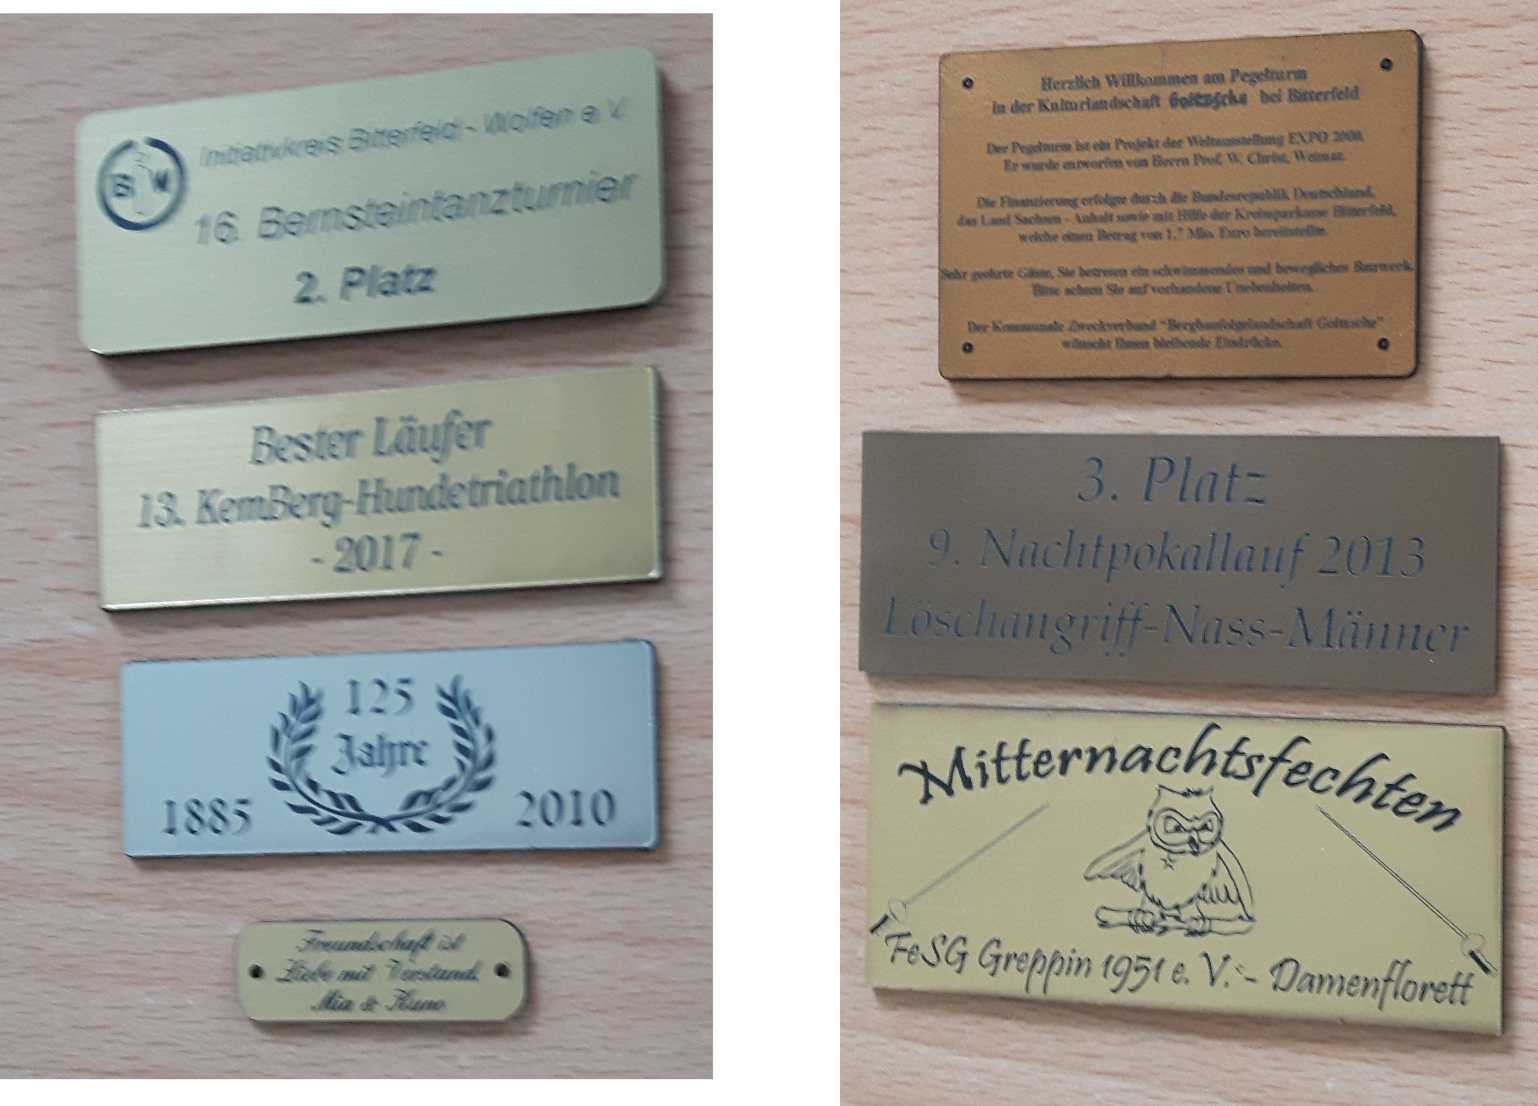 B W
Initiativkreis Bitterfeld - Wolfen e. V.
16. Bernsteintanzturnier
2. Platz
Bester Läufer
13. KemBerg-Hundetriathlon
- 2017 -
125
Jahre
1885 2010
Freundschaft ist
Liebe mit Verstand.
Mia & Kuno
Herzlich Willkommen am Pegelturm
in der Kulturlandschaft Goitzsche bei Bitterfeld
Der Pegelturm ist ein Projekt der Weltausstellung EXPO 2000.
Er wurde entworfen von Herrn Prof. W. Christ, Weimar.
Die Finanzierung erfolgte durch die Bundesrepublik Deutschland,
das Land Sachsen - Anhalt sowie mit Hilfe der Kreissparkasse Bitterfeld,
welche einen Betrag von 1,7 Mio. Euro bereitstellte.
Sehr geehrte Gäste, Sie betreten ein schwimmendes und bewegliches Bauwerk.
Bitte achten Sie auf vorhandene Unebenheiten.
Der Kommunale Zweckverband "Bergbaufolgelandschaft Goitzsche"
wünscht Ihnen bleibende Eindrücke.
3. Platz
9. Nachtpokallauf 2013
Löschangriff-Nass-Männer
Mitternachtsfechten
FeSG Greppin 1951 e. V. - Damenflorett